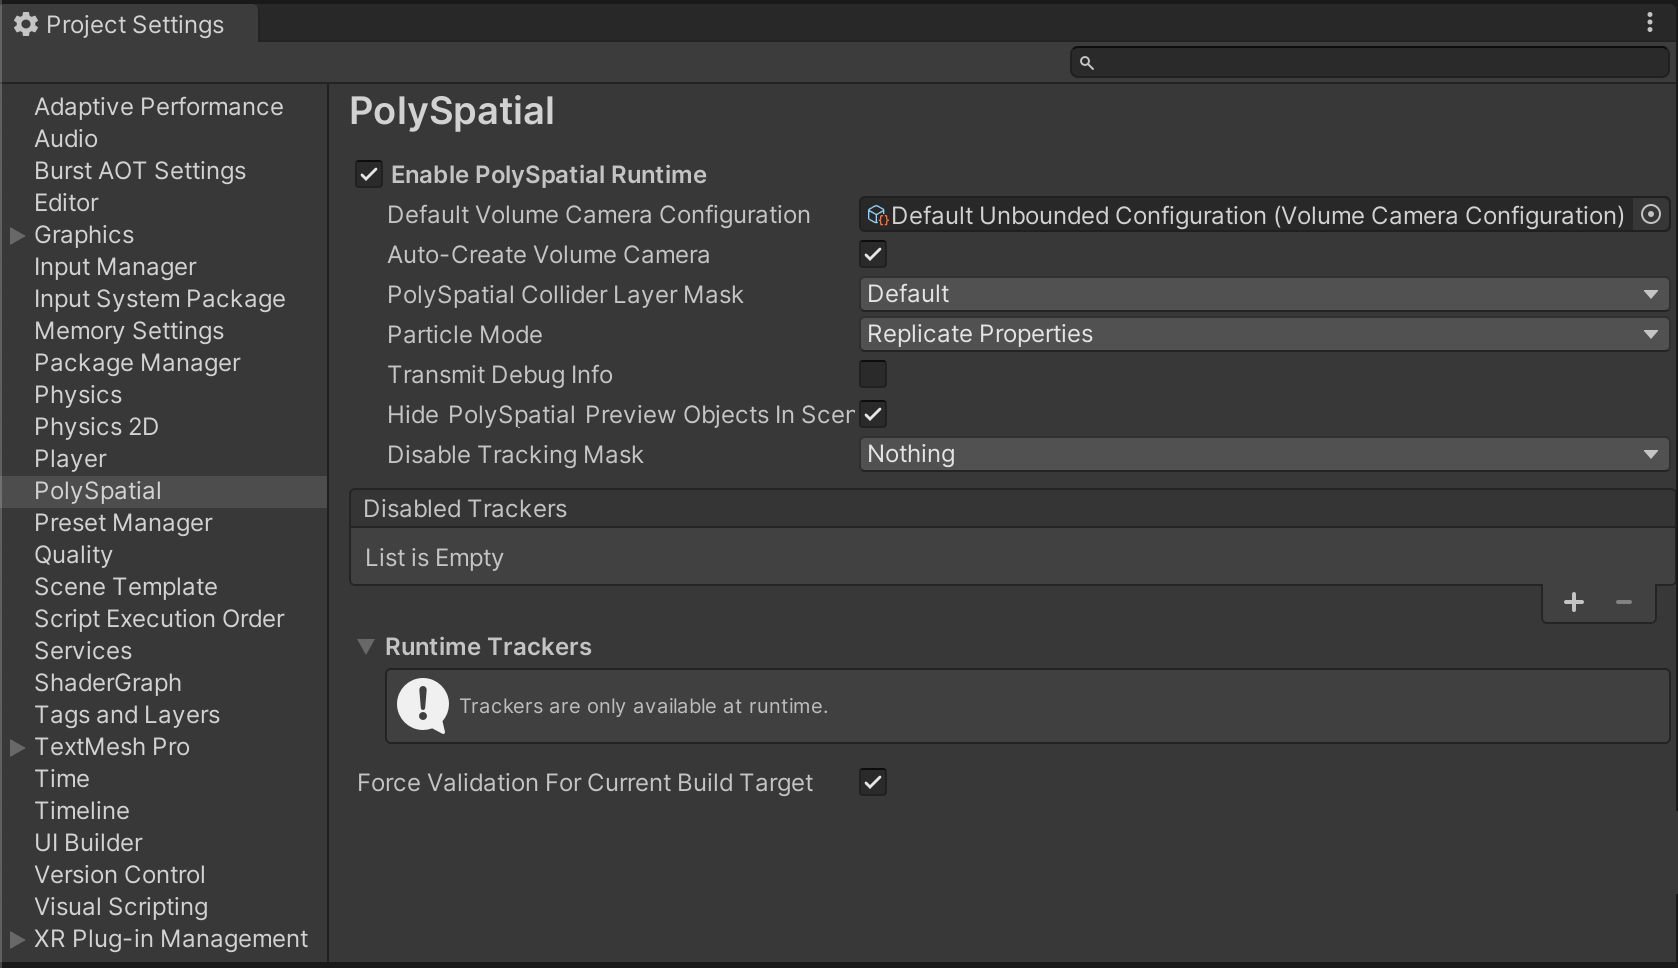 Project Settings
Adaptive Performance
Audio
Burst AOT Settings
Editor
Graphics
Input Manager
Input System Package
Memory Settings
Package Manager
Physics
Physics 2D
Player
PolySpatial
Preset Manager
Quality
Scene Template
Script Execution Order
Services
ShaderGraph
Tags and Layers
TextMesh Pro
Time
Timeline
UI Builder
Version Control
Visual Scripting
XR Plug-in Management
PolySpatial
Enable PolySpatial Runtime
Default Volume Camera Configuration Default Unbounded Configuration (Volume Camera Configuration)
Auto-Create Volume Camera
PolySpatial Collider Layer Mask Default
Particle Mode Replicate Properties
Transmit Debug Info
Hide PolySpatial Preview Objects In Scen
Disable Tracking Mask Nothing
Disabled Trackers
List is Empty
Runtime Trackers
Trackers are only available at runtime.
Force Validation For Current Build Target